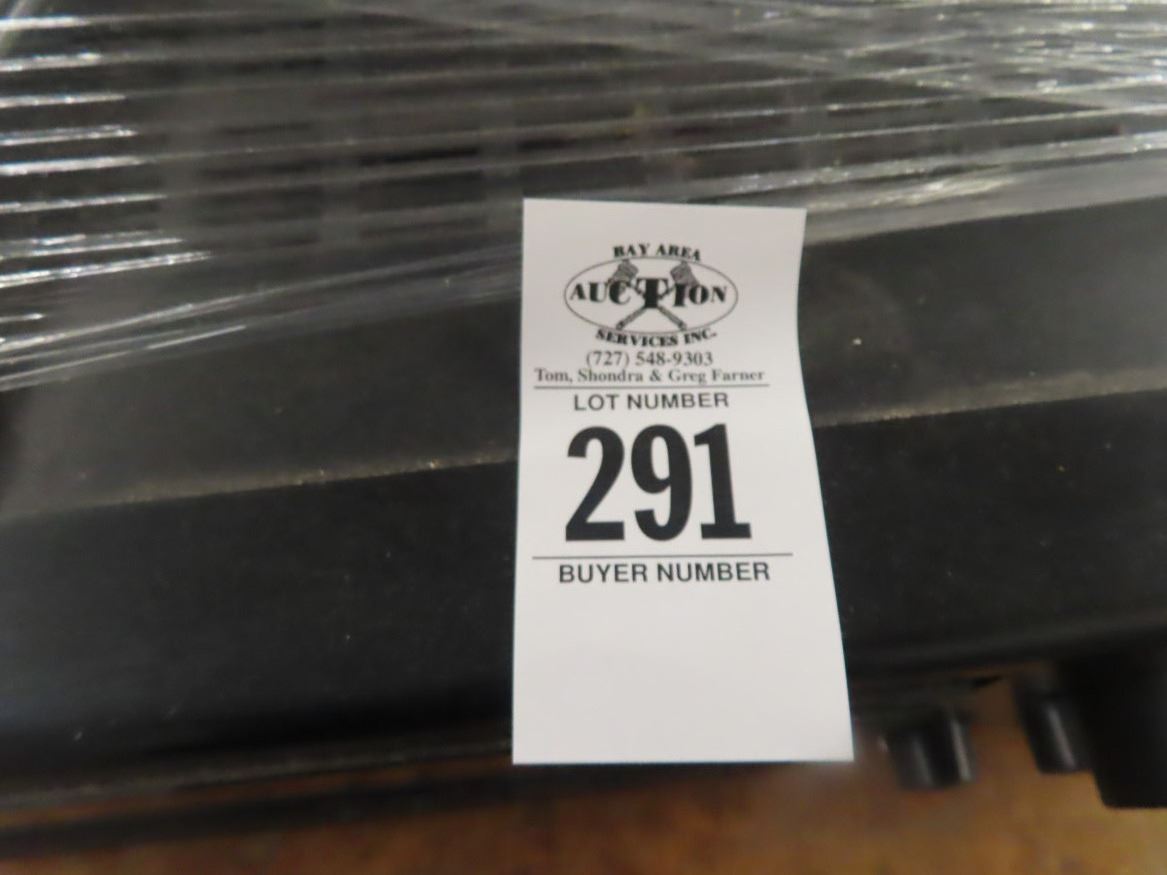 BAY AREA
AUCTION
SERVICES INC.
(727) 548-9303
Tom, Shondra & Greg Farner
LOT NUMBER
291
BUYER NUMBER